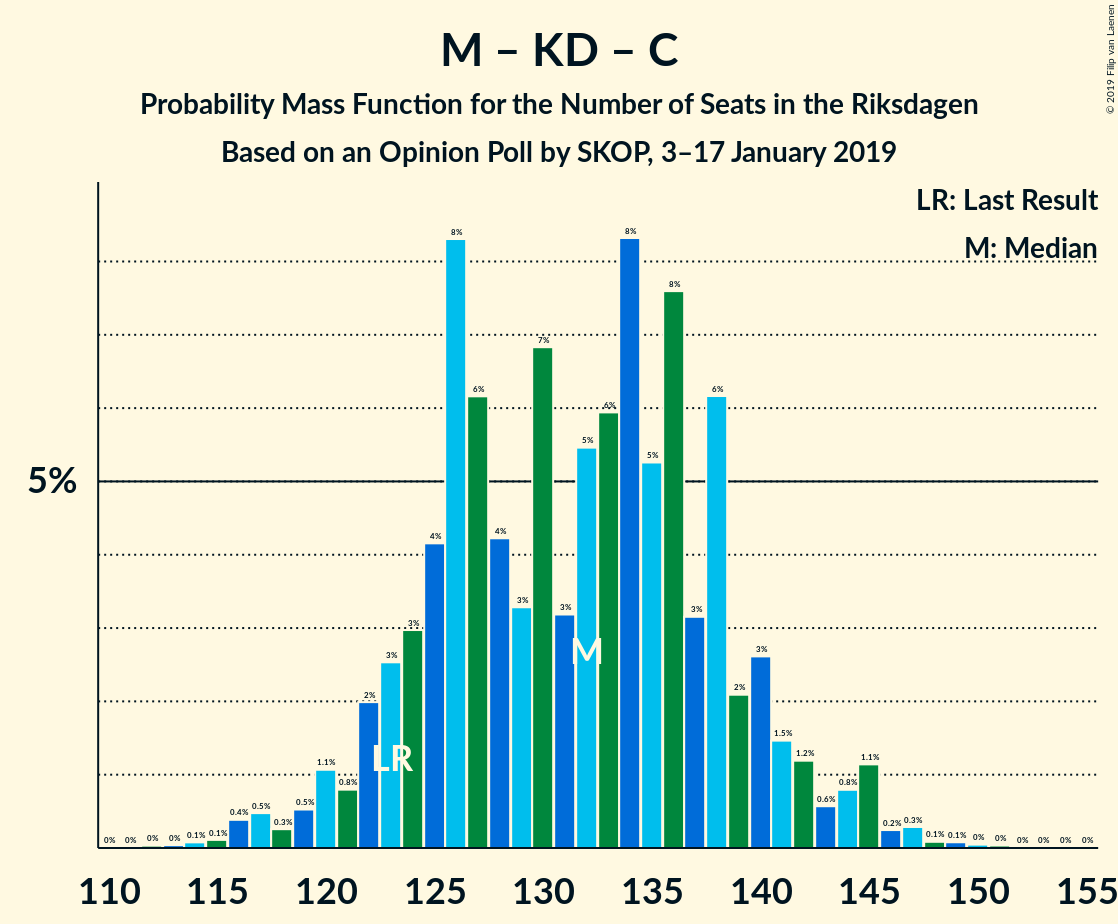 M – KD – C
Probability Mass Function for the Number of Seats in the Riksdagen
Based on an Opinion Poll by SKOP, 3–17 January 2019
© 2019 Filip van Laenen
LR: Last Result
M: Median
5%
0% 0% 0% 0% 0.1% 0.1% 0.4% 0.5% 0.3% 0.5% 1.1% 0.8% 2% 3% 3% 4% 8% 6% 4% 3% 7% 3% 5% 6% 8% 5% 8% 3% 6% 2% 3% 1.5% 1.2% 0.6% 0.8% 1.1% 0.2% 0.3% 0.1% 0.1% 0% 0% 0% 0% 0% 0%
M
LR
110 115 120 125 130 135 140 145 150 155